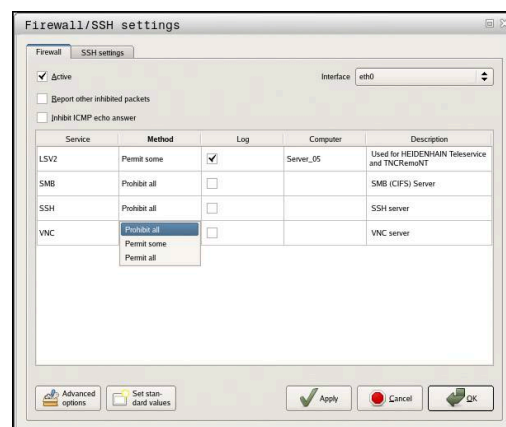 Firewall/SSH settings
Firewall SSH settings
Active Interface eth0
Report other inhibited packets
Inhibit ICMP echo answer
Service Method Log Computer Description
LSV2 Permit some Server_05 Used for HEIDENHAIN Teleservice
and TNCRemoNT
SMB Prohibit all SMB (CIFS) Server
SSH Prohibit all SSH server
VNC Prohibit all VNC server
Permit some
Permit all
Advanced
options
Set stan-
dard values
Apply
Cancel
OK